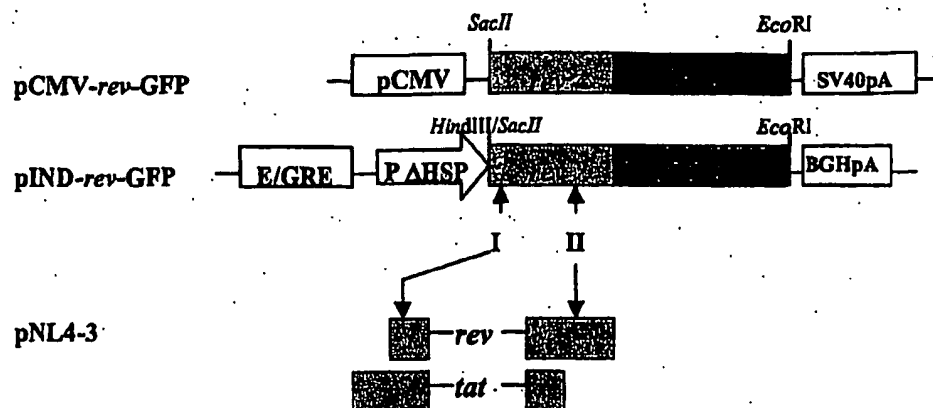 SacII EcoRI
pCMV-rev-GFP pCMV SV40pA
HindIII/SacII EcoRI
pIND-rev-GFP E/GRE P ΔHSP BGHpA
I II
pNL4-3 rev
tat